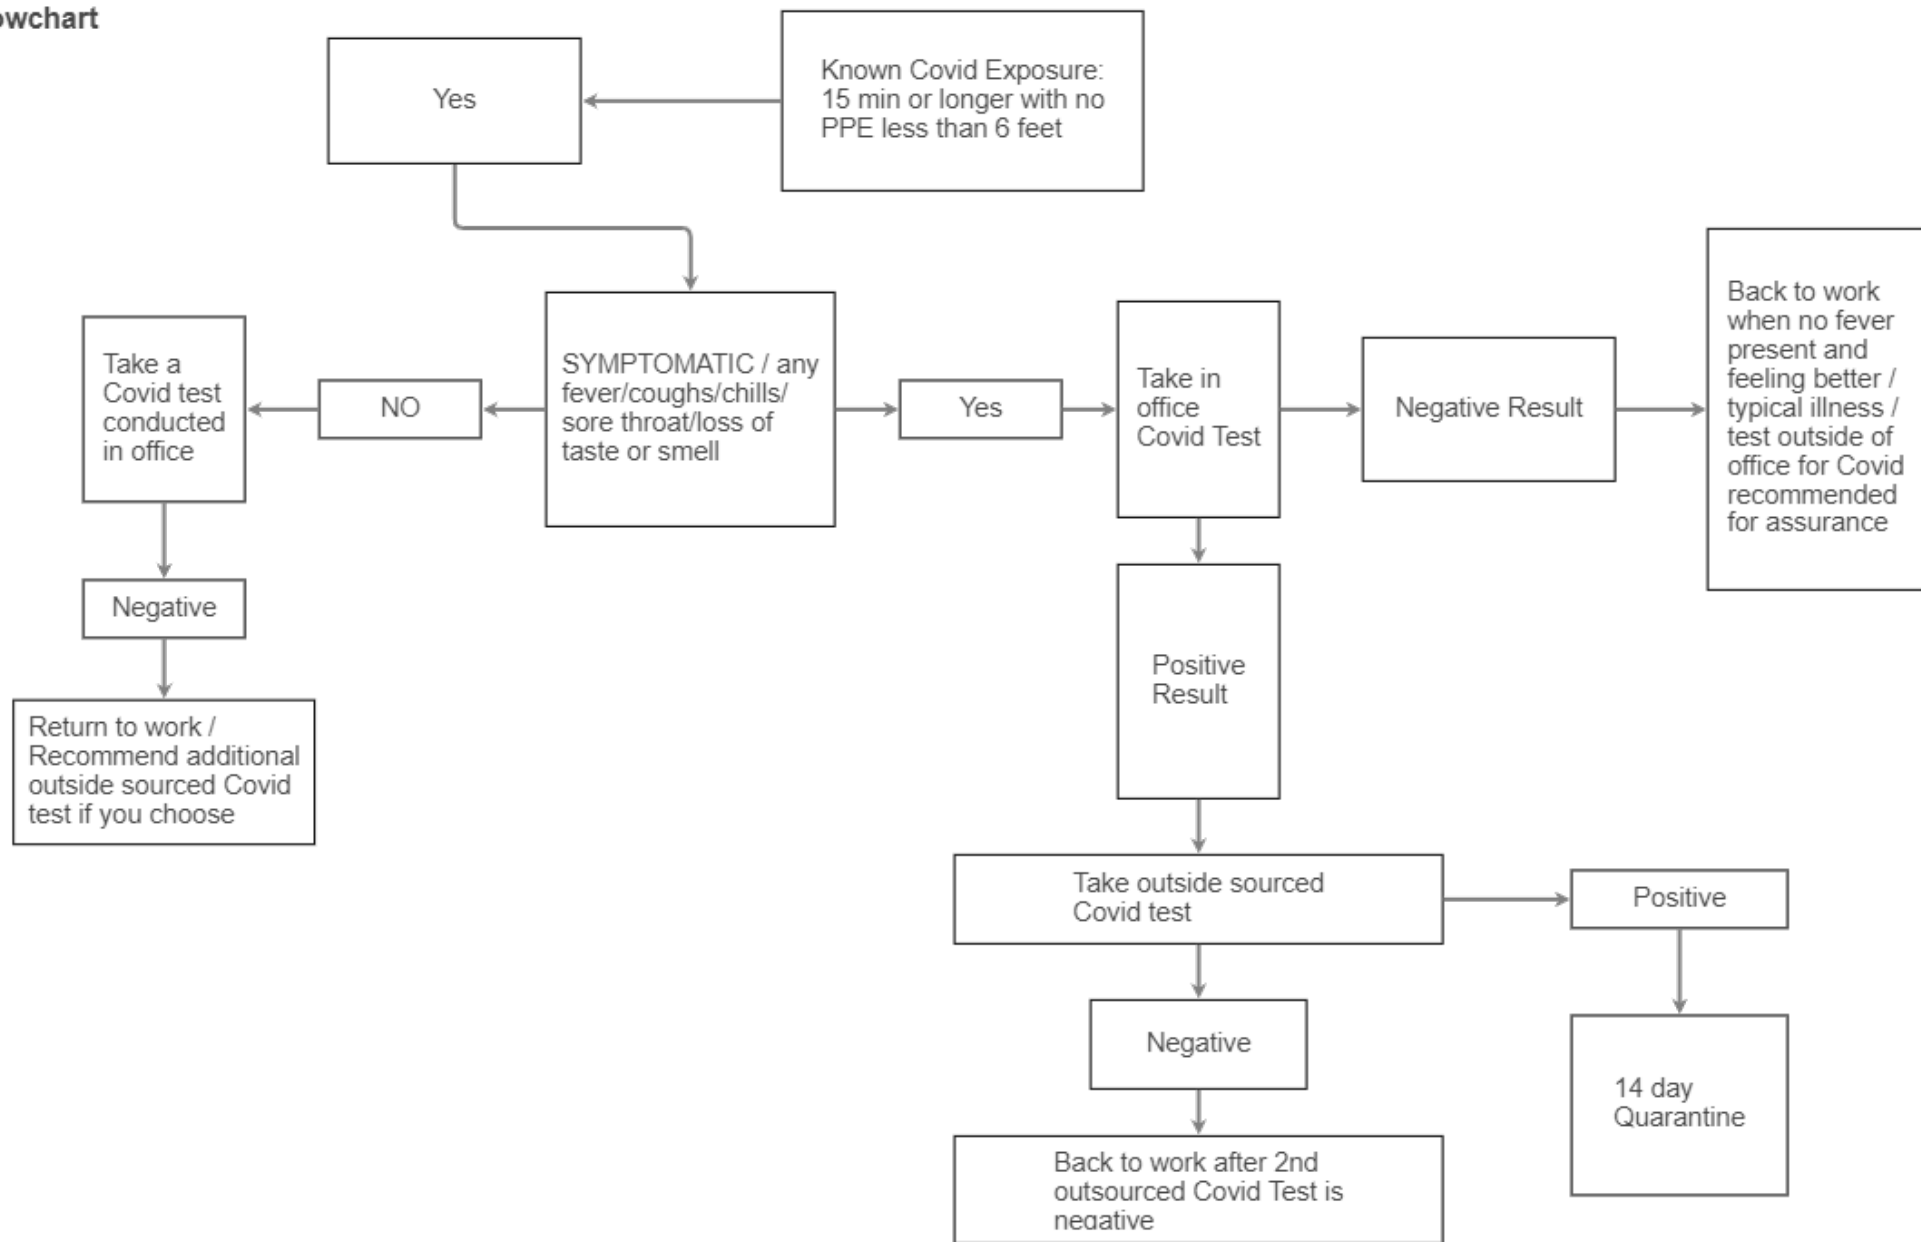 owchart
Known Covid Exposure:
15 min or longer with no
PPE less than 6 feet
Yes
SYMPTOMATIC / any
fever/coughs/chills/
sore throat/loss of
taste or smell
NO
Take a
Covid test
conducted
in office
Negative
Return to work /
Recommend additional
outside sourced Covid
test if you choose
Yes
Take in
office
Covid Test
Negative Result
Back to work
when no fever
present and
feeling better /
typical illness /
test outside of
office for Covid
recommended
for assurance
Positive
Result
Take outside sourced
Covid test
Positive
14 day
Quarantine
Negative
Back to work after 2nd
outsourced Covid Test is
negative